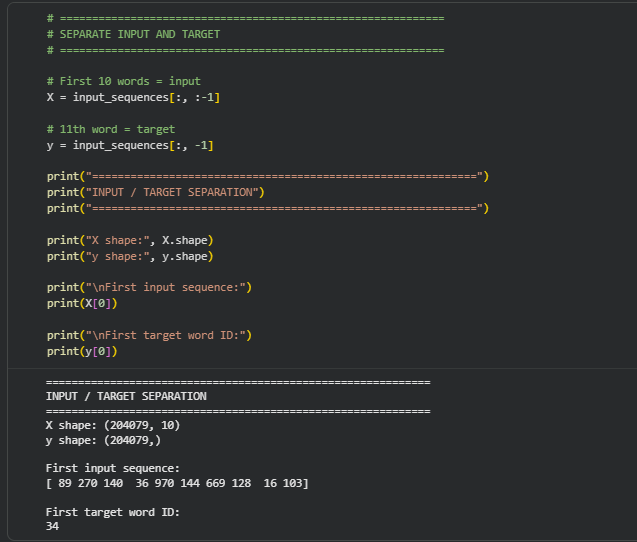 # ============================================================
# SEPARATE INPUT AND TARGET
# ============================================================
# First 10 words = input
X = input_sequences[:, :-1]
# 11th word = target
y = input_sequences[:, -1]
print("============================================================")
print("INPUT / TARGET SEPARATION")
print("============================================================")
print("X shape:", X.shape)
print("y shape:", y.shape)
print("\nFirst input sequence:")
print(X[0])
print("\nFirst target word ID:")
print(y[0])
============================================================
INPUT / TARGET SEPARATION
============================================================
X shape: (204079, 10)
y shape: (204079,)
First input sequence:
[ 89 270 140  36 970 144 669 128  16 103]
First target word ID:
34